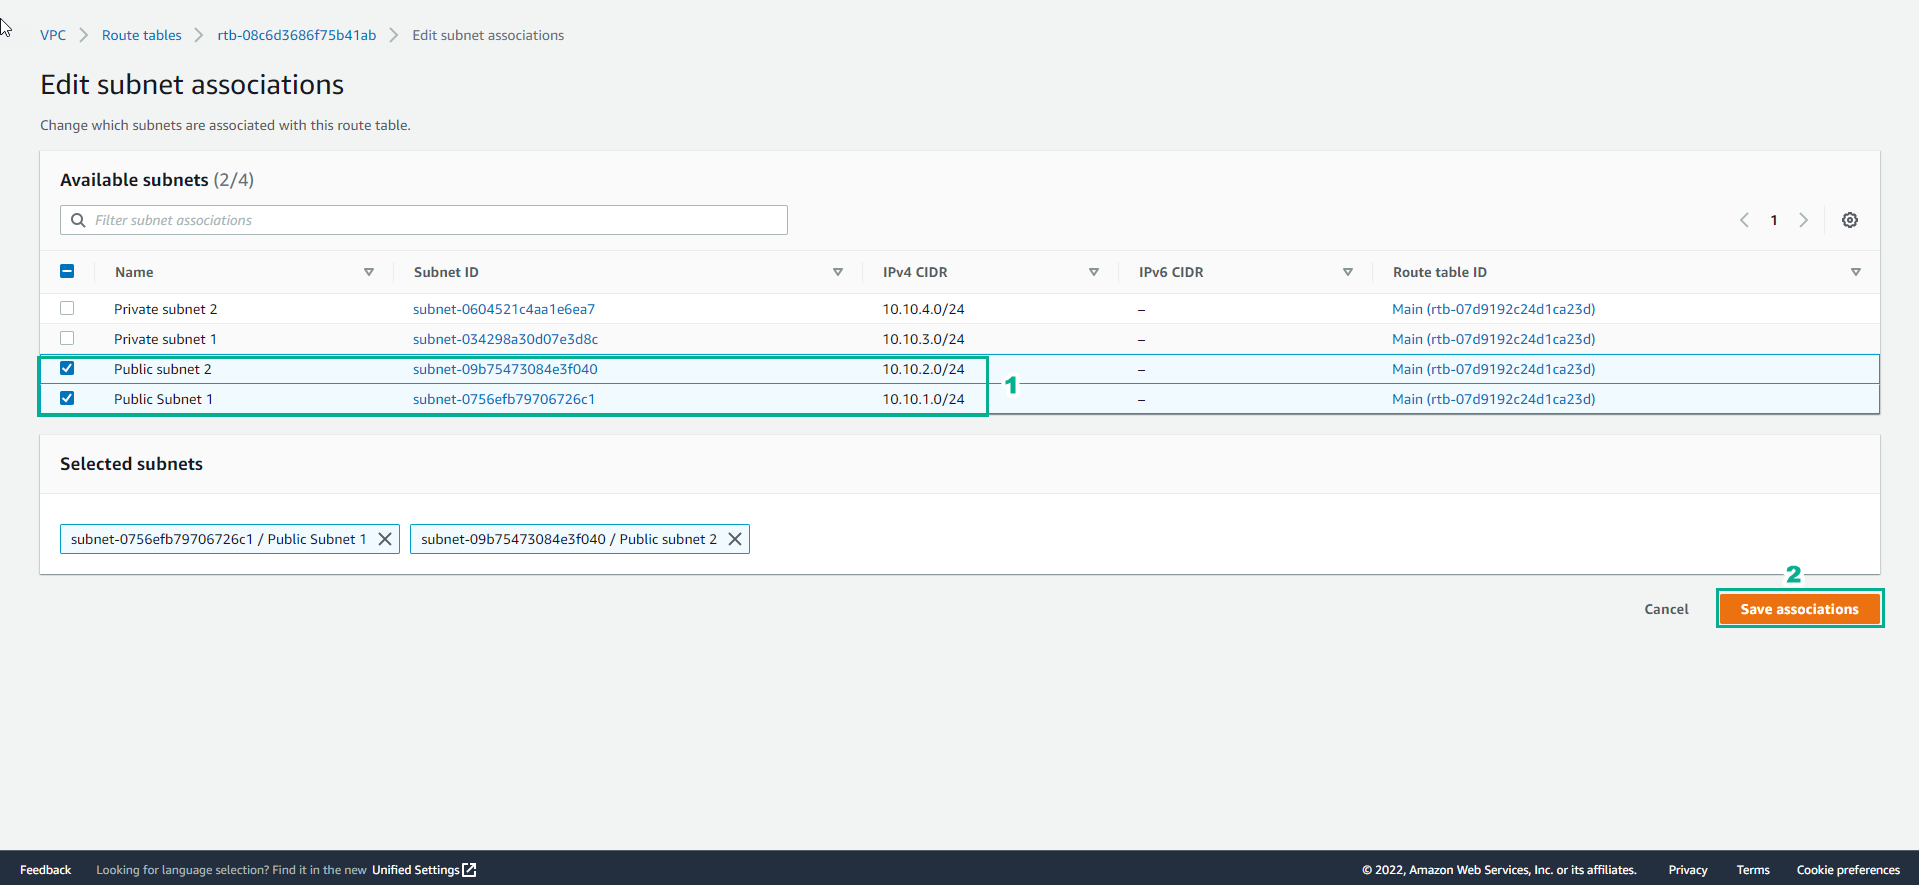 VPC > Route tables > rtb-08c6d3686f75b41ab > Edit subnet associations
Edit subnet associations
Change which subnets are associated with this route table.
Available subnets (2/4)
Filter subnet associations
1
Name Subnet ID IPv4 CIDR IPv6 CIDR Route table ID
Private subnet 2 subnet-0604521c4aa1e6ea7 10.10.4.0/24 – Main (rtb-07d9192c24d1ca23d)
Private subnet 1 subnet-034298a30d07e3d8c 10.10.3.0/24 – Main (rtb-07d9192c24d1ca23d)
Public subnet 2 subnet-09b75473084e3f040 10.10.2.0/24 – Main (rtb-07d9192c24d1ca23d)
1
Public Subnet 1 subnet-0756efb79706726c1 10.10.1.0/24 – Main (rtb-07d9192c24d1ca23d)
Selected subnets
subnet-0756efb79706726c1 / Public Subnet 1 subnet-09b75473084e3f040 / Public subnet 2
2
Cancel Save associations
Feedback Looking for language selection? Find it in the new Unified Settings © 2022, Amazon Web Services, Inc. or its affiliates. Privacy Terms Cookie preferences